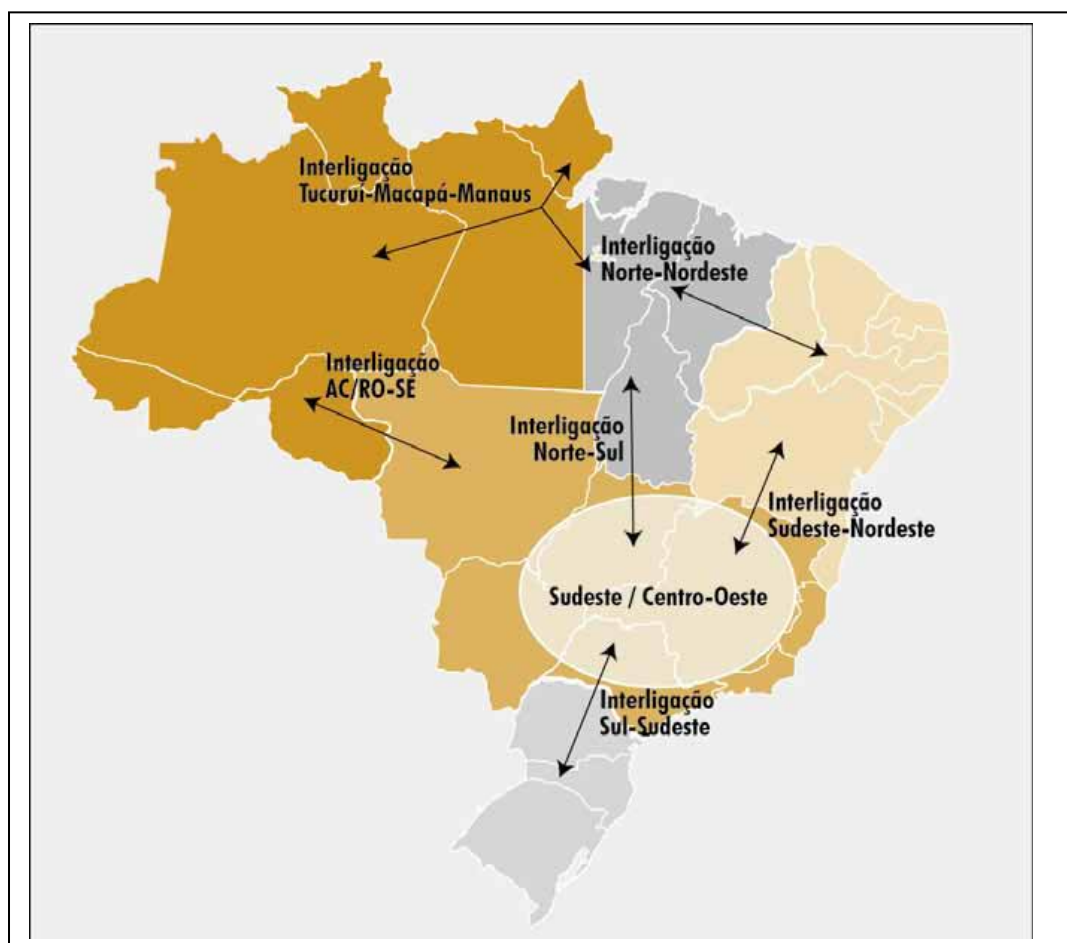 Interligação
Tucuruí-Macapá-Manaus
Interligação
Norte-Nordeste
Interligação
AC/RO-SE
Interligação
Norte-Sul
Interligação
Sudeste-Nordeste
Sudeste / Centro-Oeste
Interligação
Sul-Sudeste